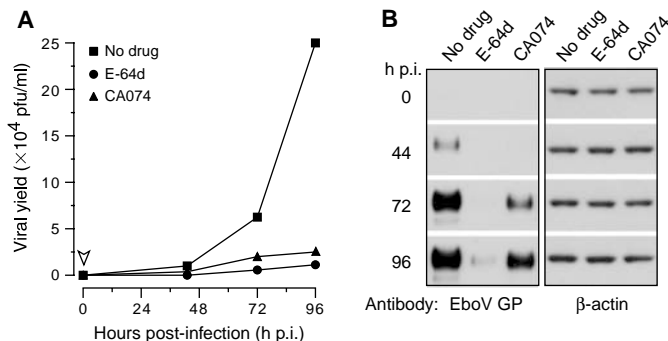 A
Viral yield (×10⁴ pfu/ml)
25
20
15
10
5
0
No drug
E-64d
CA074
0 24 48 72 96
Hours post-infection (h p.i.)
B
No drug E-64d CA074 No drug E-64d CA074
h p.i.
0
44
72
96
Antibody: EboV GP β-actin